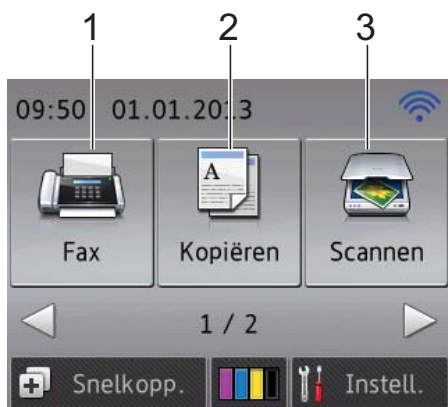 1 2 3
09:50 01.01.2013
A
Fax Kopiëren Scannen
1 / 2
Snelkopp. Instell.